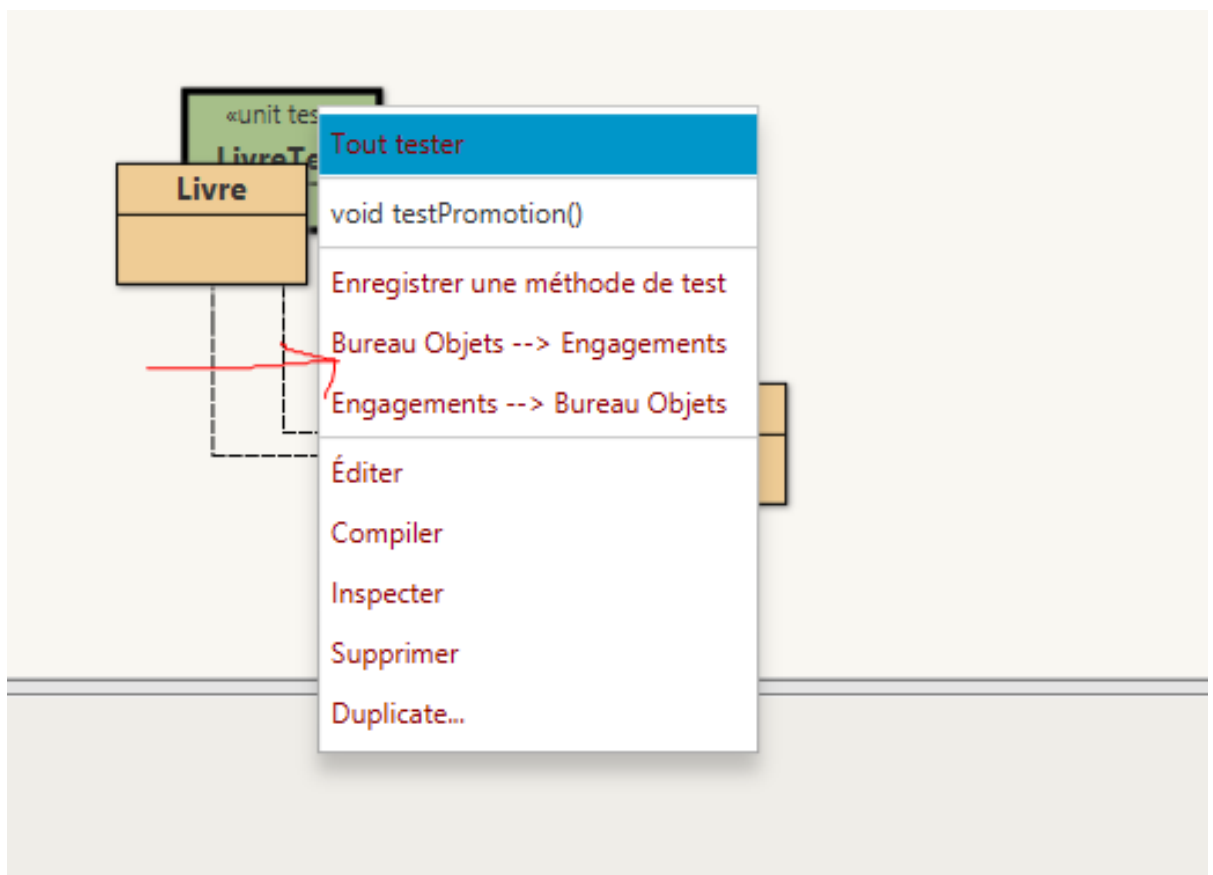 «unit tes
LivreTe
Livre
Tout tester
void testPromotion()
Enregistrer une méthode de test
Bureau Objets --> Engagements
Engagements --> Bureau Objets
Éditer
Compiler
Inspecter
Supprimer
Duplicate...